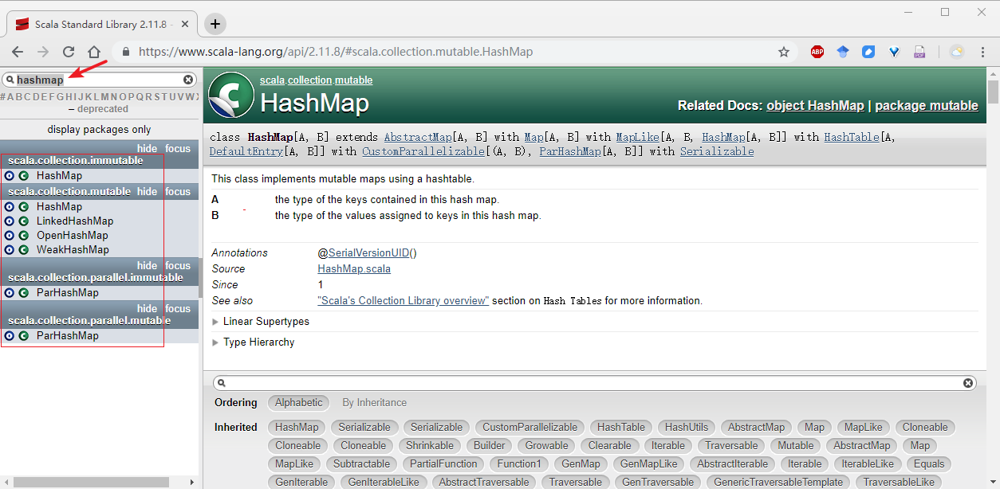 Scala Standard Library 2.11.8 -
https://www.scala-lang.org/api/2.11.8/#scala.collection.mutable.HashMap
ABP
PDF
hashmap
#ABCDEFGHIJKLMNOPQRSTUVWX
– deprecated
display packages only
hide focus
scala.collection.immutable
HashMap
scala.collection.mutable hide focus
HashMap
LinkedHashMap
OpenHashMap
WeakHashMap
hide focus
scala.collection.parallel.immutable
ParHashMap
hide focus
scala.collection.parallel.mutable
ParHashMap
scala.collection.mutable
HashMap
Related Docs: object HashMap | package mutable
class HashMap[A, B] extends AbstractMap[A, B] with Map[A, B] with MapLike[A, B, HashMap[A, B]] with HashTable[A,
DefaultEntry[A, B]] with CustomParallelizable[(A, B), ParHashMap[A, B]] with Serializable
This class implements mutable maps using a hashtable.
A the type of the keys contained in this hash map.
B the type of the values assigned to keys in this hash map.
Annotations @SerialVersionUID()
Source HashMap.scala
Since 1
See also "Scala's Collection Library overview" section on Hash Tables for more information.
Linear Supertypes
Type Hierarchy
Ordering Alphabetic By Inheritance
Inherited HashMap Serializable Serializable CustomParallelizable HashTable HashUtils AbstractMap Map MapLike Cloneable
Cloneable Cloneable Shrinkable Builder Growable Clearable Iterable Traversable Mutable AbstractMap Map
MapLike Subtractable PartialFunction Function1 GenMap GenMapLike AbstractIterable Iterable IterableLike Equals
GenIterable GenIterableLike AbstractTraversable Traversable GenTraversable GenericTraversableTemplate TraversableLike